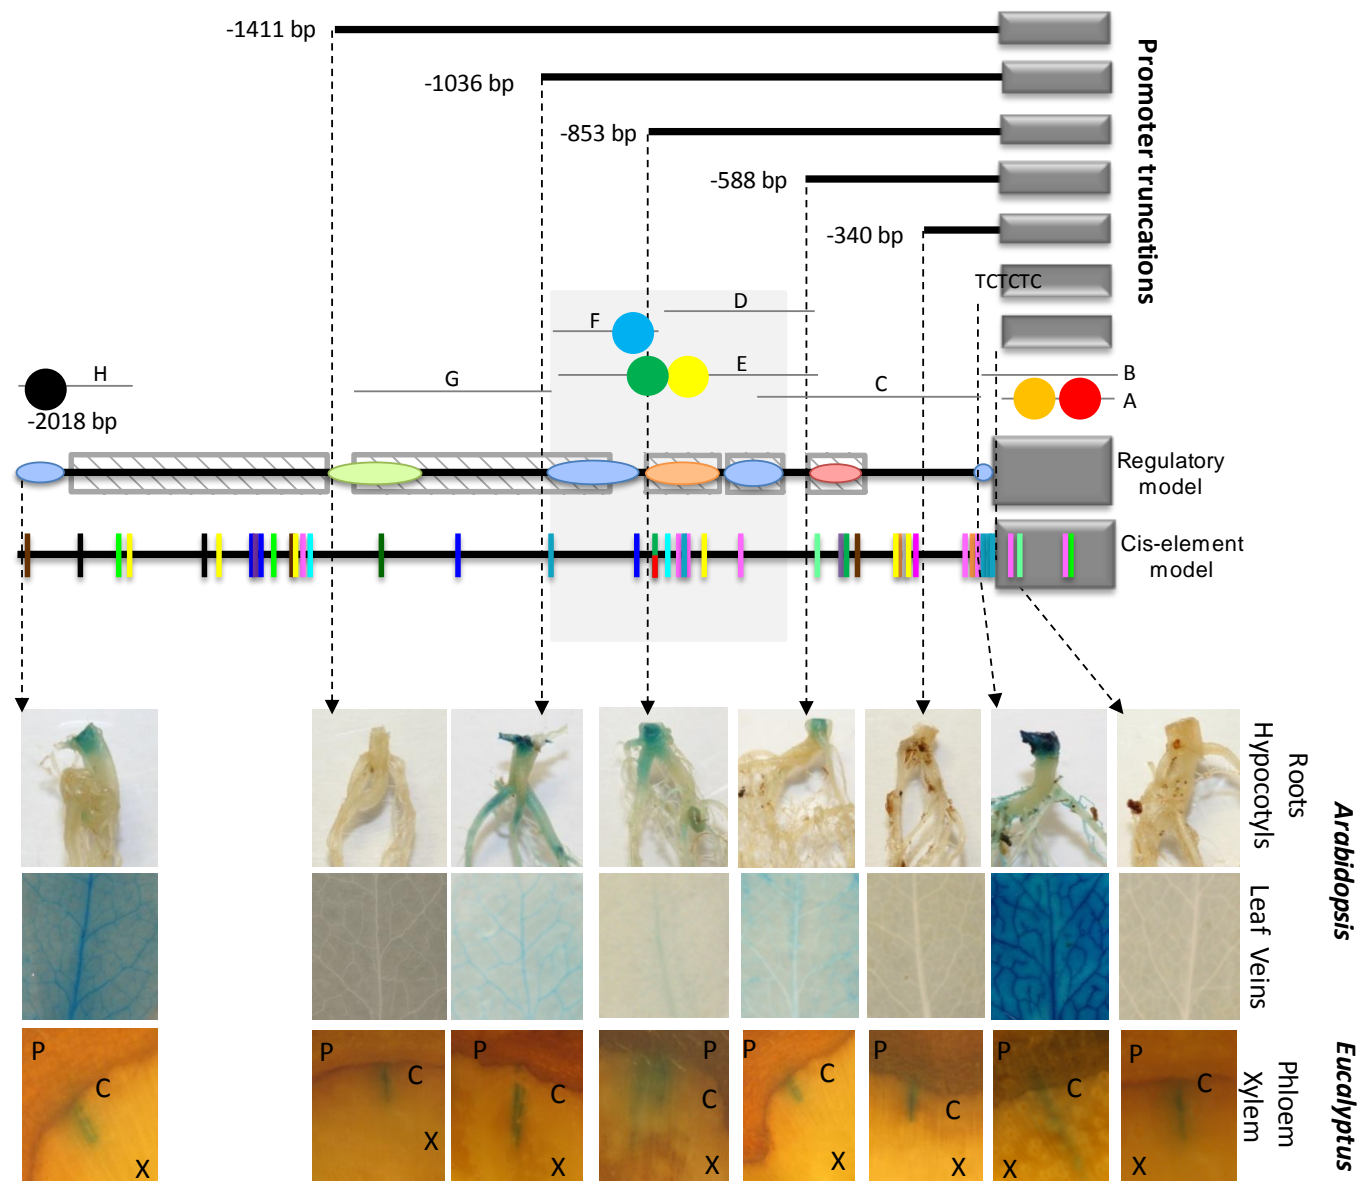 -1411 bp
-1036 bp
-853 bp
-588 bp
-340 bp
Promoter truncations
TCTCTC
D
F
E
H
G
C
B
A
-2018 bp
Regulatory
model
Cis-element
model
Roots
Hypocotyls
Leaf Veins
Arabidopsis
P
C
X
P
C
X
P
C
X
P
C
X
P
C
X
P
C
X
P
C
X
P
C
X
Phloem
Xylem
Eucalyptus